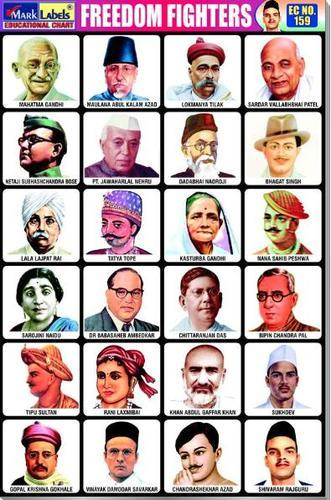 Mark Labels
EDUCATIONAL CHART
FREEDOM FIGHTERS
EC NO.
159
MAHATMA GANDHI
MAULANA ABUL KALAM AZAD
LOKMANYA TILAK
SARDAR VALLABHBHAI PATEL
NETAJI SUBHASHCHANDRA BOSE
PT. JAWAHARLAL NEHRU
DADABHAI NAOROJI
BHAGAT SINGH
LALA LAJPAT RAI
TATYA TOPE
KASTURBA GANDHI
NANA SAHIB PESHWA
SAROJINI NAIDU
DR BABASAHEB AMBEDKAR
CHITTARANJAN DAS
BIPIN CHANDRA PAL
TIPU SULTAN
RANI LAXMIBAI
KHAN ABDUL GAFFAR KHAN
SUKHDEV
GOPAL KRISHNA GOKHALE
VINAYAK DAMODAR SAVARKAR
CHANDRASHEKHAR AZAD
SHIVARAM RAJGURU